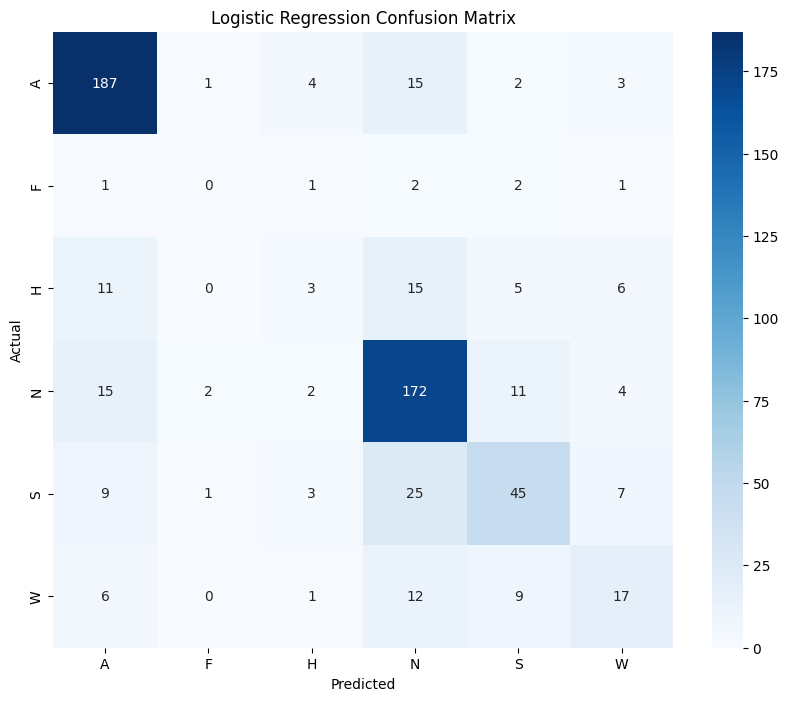 Logistic Regression Confusion Matrix
A 187 1 4 15 2 3
F 1 0 1 2 2 1
H 11 0 3 15 5 6
N 15 2 2 172 11 4
S 9 1 3 25 45 7
W 6 0 1 12 9 17
A F H N S W
Predicted
Actual
175
150
125
100
75
50
25
0